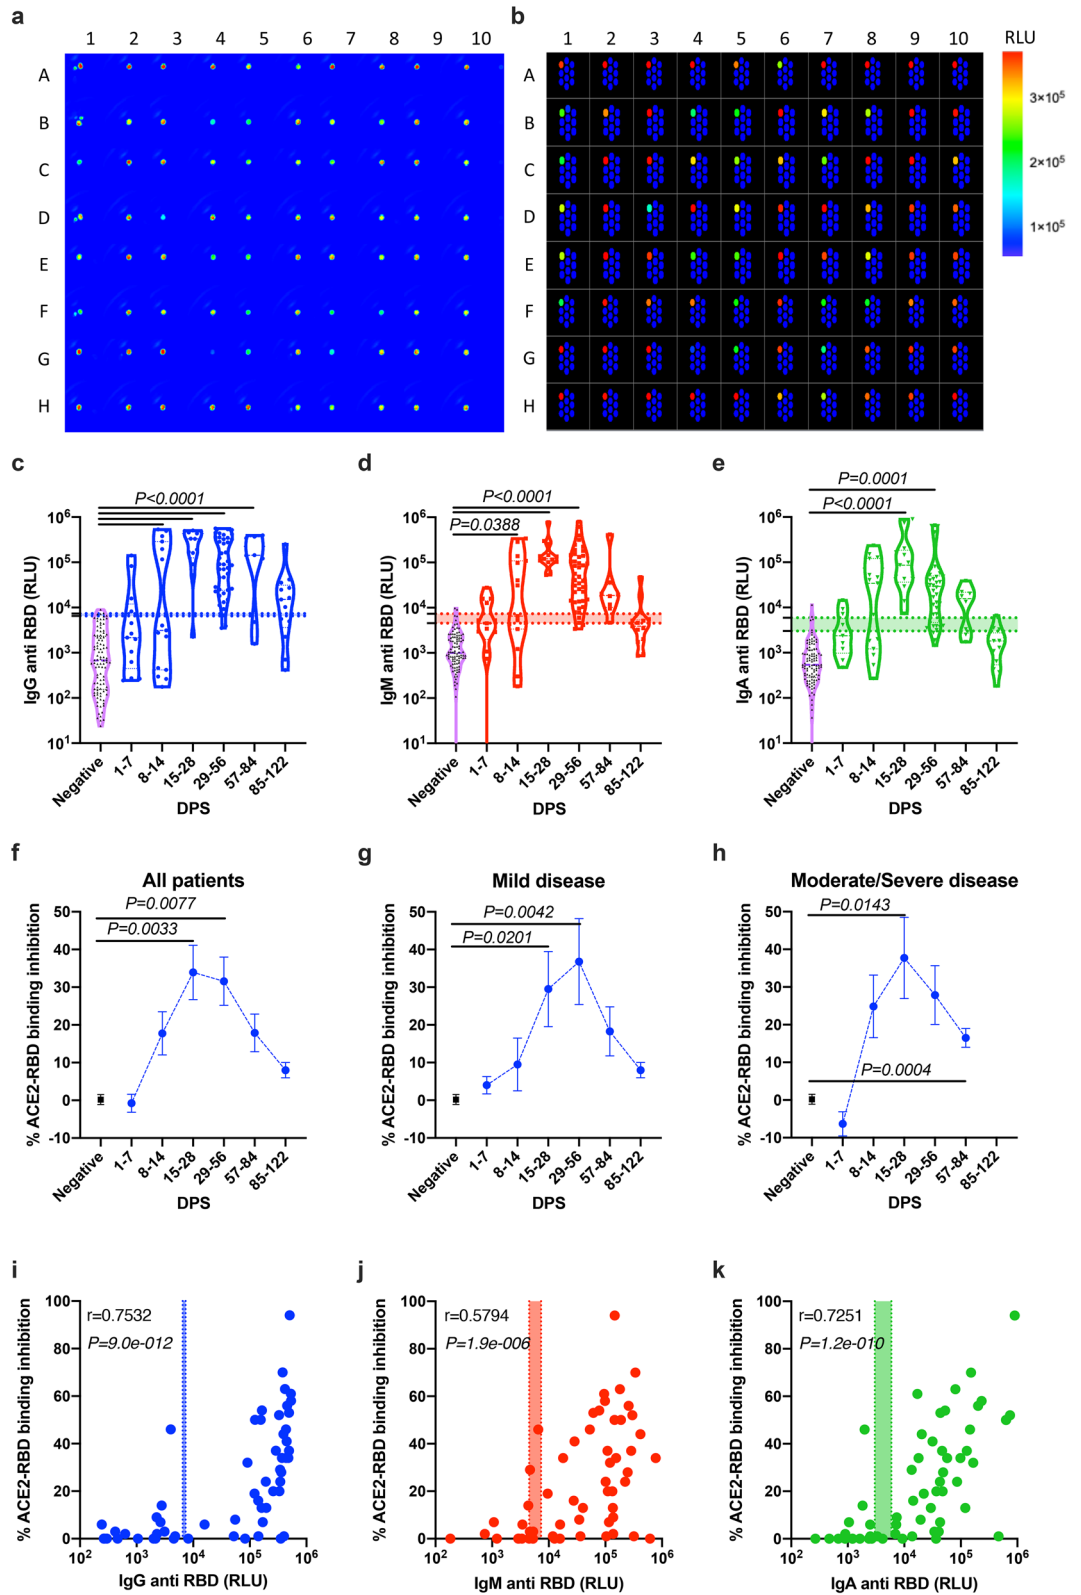 a
1 2 3 4 5 6 7 8 9 10
A
B
C
D
E
F
G
H
b
1 2 3 4 5 6 7 8 9 10
RLU
A
B
C
D
E
F
G
H
3×10⁵
2×10⁵
1×10⁵
c
P<0.0001
IgG anti RBD (RLU)
10⁶
10⁵
10⁴
10³
10²
10¹
Negative 1-7 8-14 15-28 29-56 57-84 85-122
DPS
d
P<0.0001
P=0.0388
IgM anti RBD (RLU)
10⁶
10⁵
10⁴
10³
10²
10¹
Negative 1-7 8-14 15-28 29-56 57-84 85-122
DPS
e
P=0.0001
P<0.0001
IgA anti RBD (RLU)
10⁶
10⁵
10⁴
10³
10²
10¹
Negative 1-7 8-14 15-28 29-56 57-84 85-122
DPS
f
All patients
P=0.0077
P=0.0033
% ACE2-RBD binding inhibition
50
40
30
20
10
0
-10
Negative 1-7 8-14 15-28 29-56 57-84 85-122
DPS
g
Mild disease
P=0.0042
P=0.0201
% ACE2-RBD binding inhibition
50
40
30
20
10
0
-10
Negative 1-7 8-14 15-28 29-56 57-84 85-122
DPS
h
Moderate/Severe disease
P=0.0143
P=0.0004
% ACE2-RBD binding inhibition
50
40
30
20
10
0
-10
Negative 1-7 8-14 15-28 29-56 57-84 85-122
DPS
i
r=0.7532
P=9.0e-012
% ACE2-RBD binding inhibition
100
80
60
40
20
0
10² 10³ 10⁴ 10⁵ 10⁶
IgG anti RBD (RLU)
j
r=0.5794
P=1.9e-006
% ACE2-RBD binding inhibition
100
80
60
40
20
0
10² 10³ 10⁴ 10⁵ 10⁶
IgM anti RBD (RLU)
k
r=0.7251
P=1.2e-010
% ACE2-RBD binding inhibition
100
80
60
40
20
0
10² 10³ 10⁴ 10⁵ 10⁶
IgA anti RBD (RLU)